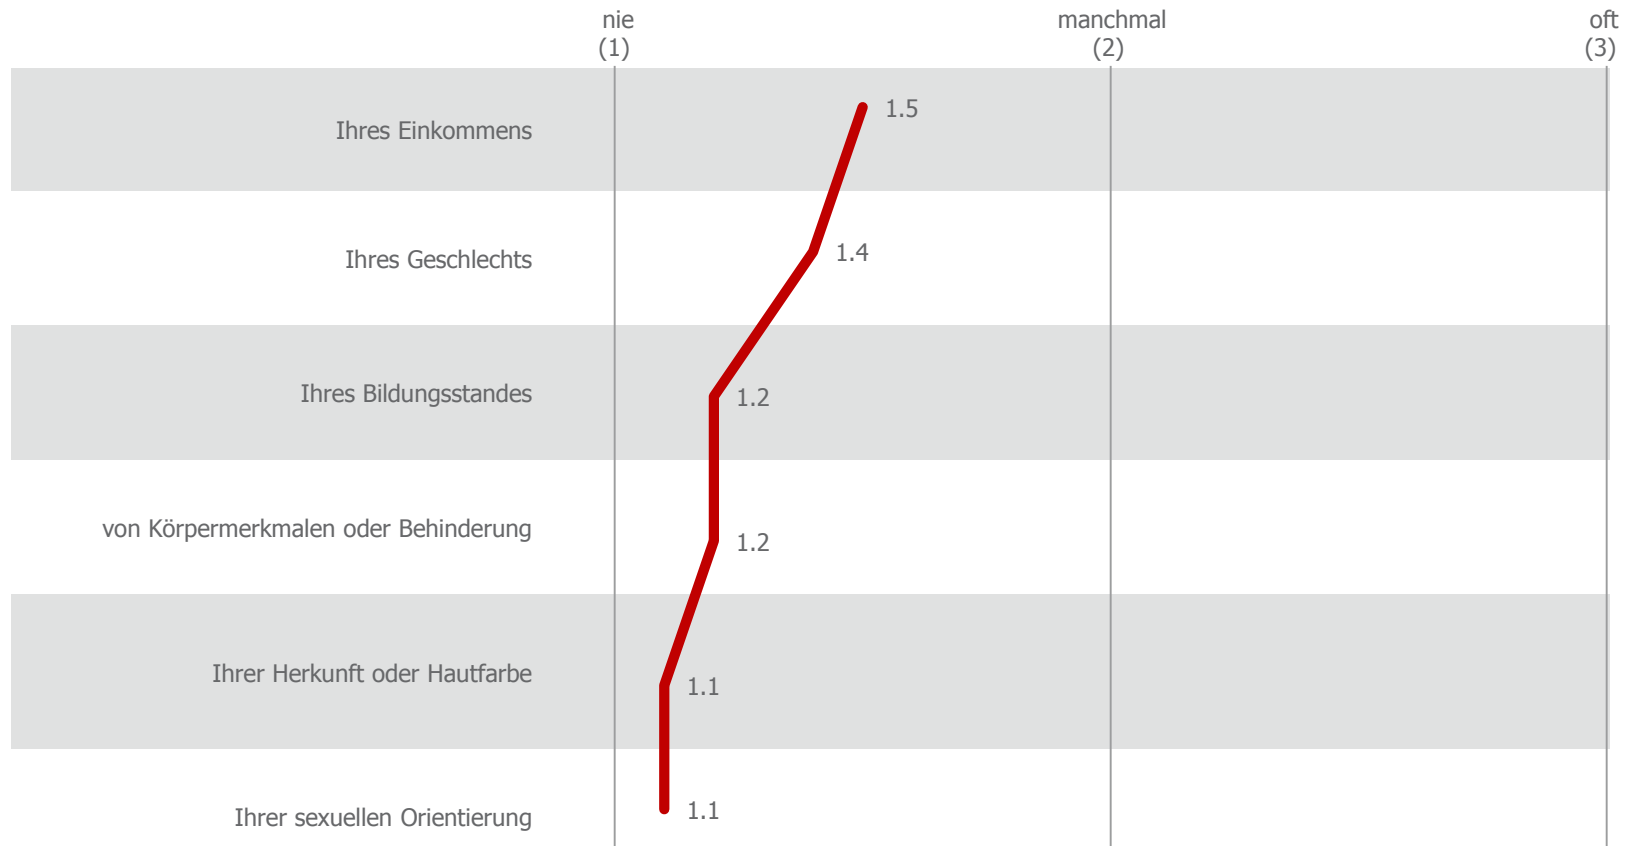 nie manchmal oft
(1) (2) (3)
Ihres Einkommens 1.5
Ihres Geschlechts 1.4
Ihres Bildungsstandes 1.2
von Körpermerkmalen oder Behinderung 1.2
Ihrer Herkunft oder Hautfarbe 1.1
Ihrer sexuellen Orientierung 1.1